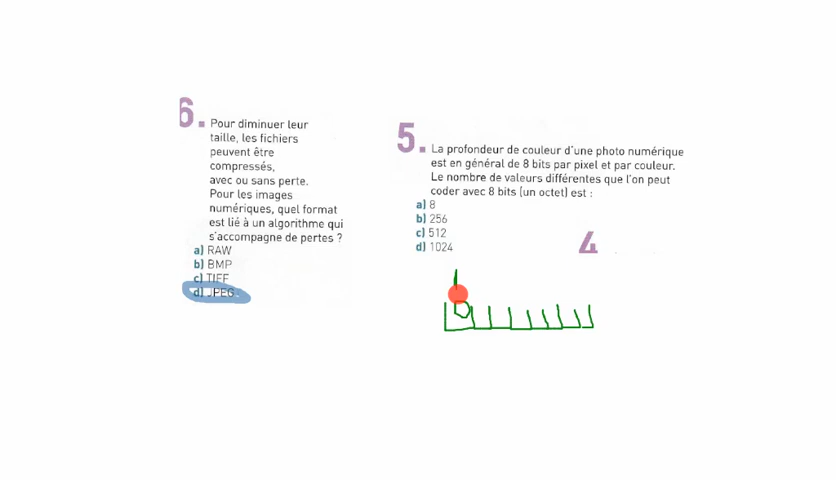 6.
Pour diminuer leur
taille, les fichiers
peuvent être
compressés,
avec ou sans perte.
Pour les images
numériques, quel format
est lié à un algorithme qui
s'accompagne de pertes ?
a) RAW
b) BMP
c) TIFF
d) JPEG
5.
La profondeur de couleur d'une photo numérique
est en général de 8 bits par pixel et par couleur.
Le nombre de valeurs différentes que l'on peut
coder avec 8 bits (un octet) est :
a) 8
b) 256
c) 512
d) 1024
4